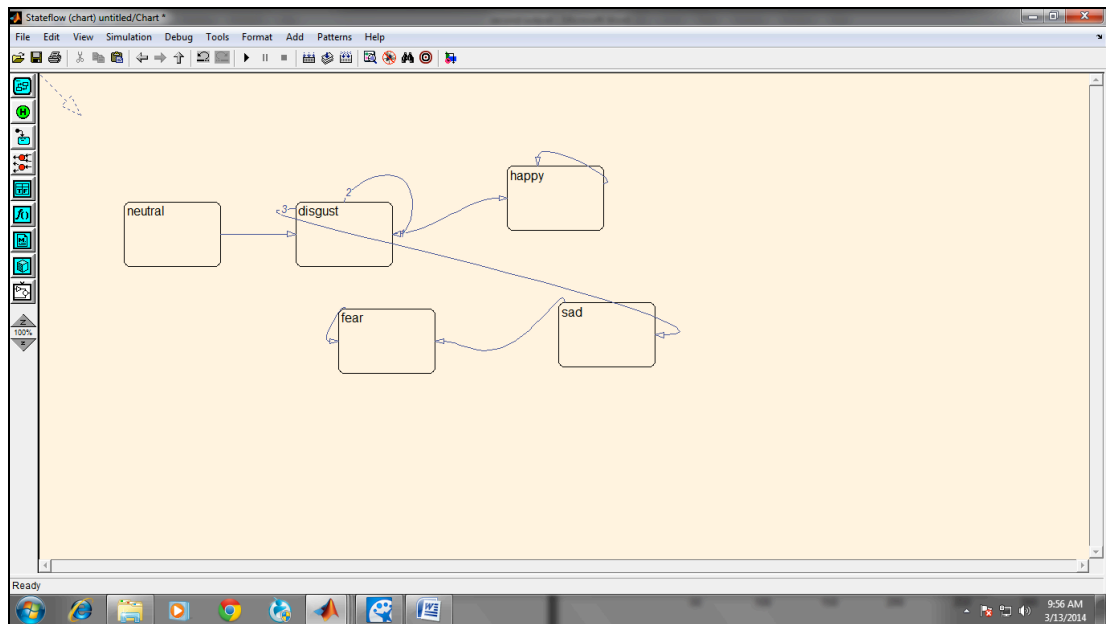 Stateflow (chart) untitled/Chart *
File Edit View Simulation Debug Tools Format Add Patterns Help
100%
happy
neutral
2
3
disgust
fear
sad
Ready
9:56 AM
3/13/2014